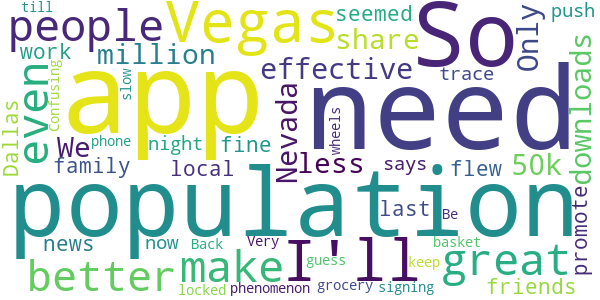 till
people Vegas seemed So Only push
work million share
even app effective trace downloads
Dallas Confusing slow need
We phone night fine Nevada wheels less says 50k
family local flew promoted
population last Be
news now Back Very I'll basket great
better make guess keep friends
locked phenomenon grocery signing